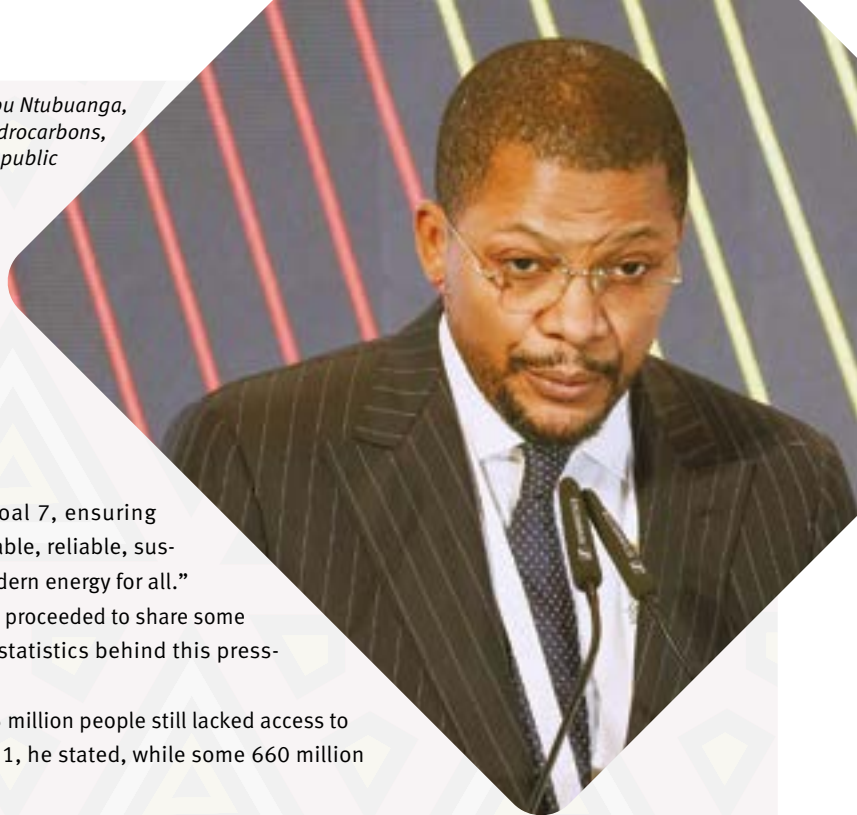 ou Ntubuanga,
drocarbons,
public
oal 7, ensuring
able, reliable, sus-
dern energy for all.”
proceeded to share some
statistics behind this press-
million people still lacked access to
1, he stated, while some 660 million